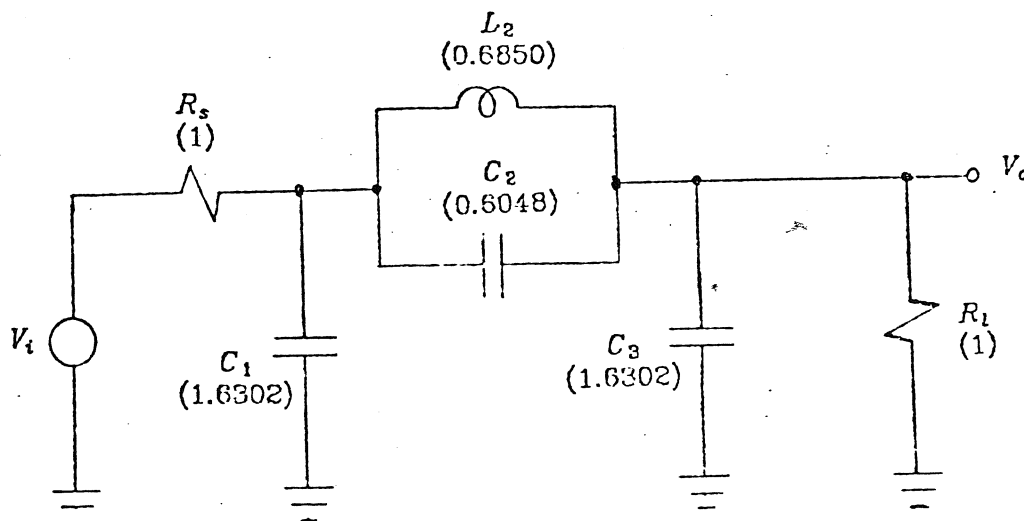 L₂
(0.6850)
Rₛ
(1)
C₂
(0.6048)
Vₒ
Vᵢ
C₁
(1.6302)
C₃
(1.6302)
Rₗ
(1)